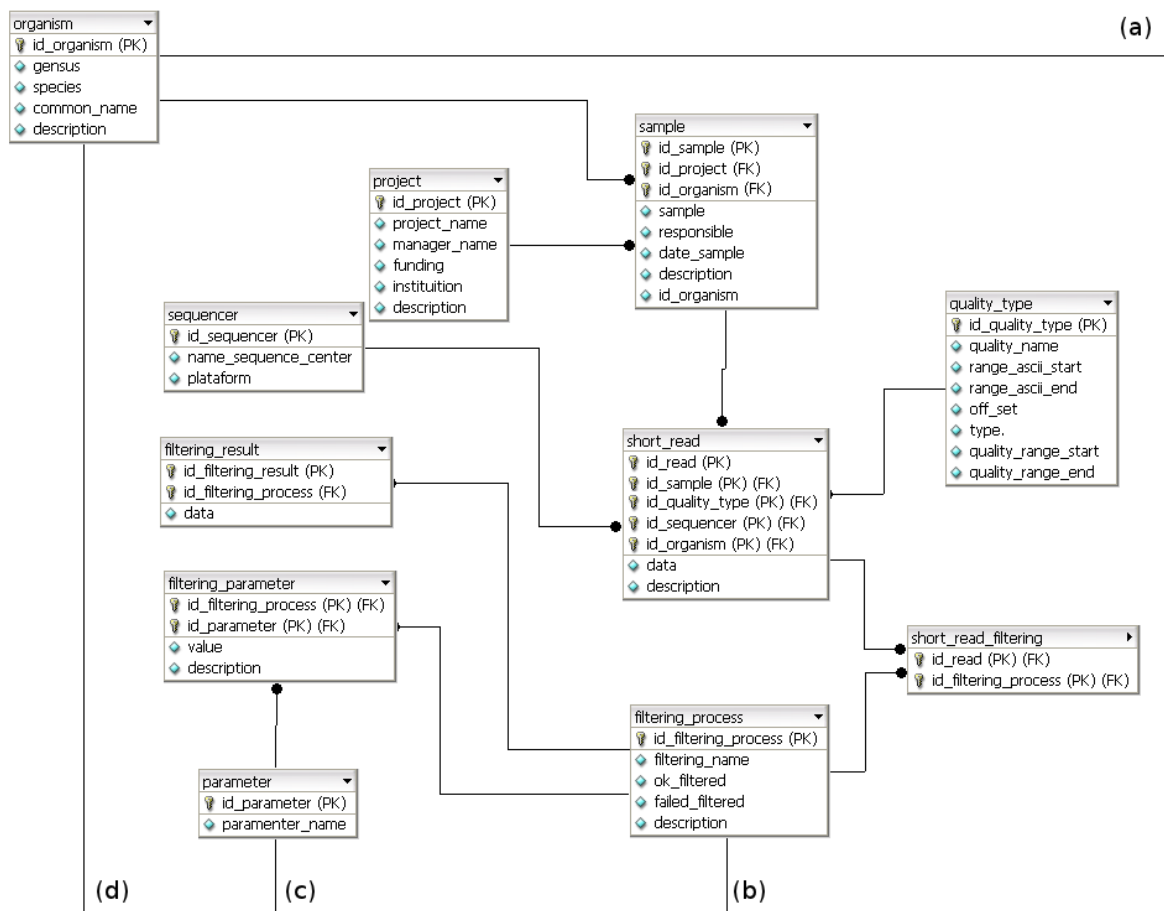 organism
id_organism (PK)
gensus
species
common_name
description
(a)
sample
id_sample (PK)
id_project (FK)
id_organism (FK)
sample
responsible
date_sample
description
id_organism
project
id_project (PK)
project_name
manager_name
funding
instituition
description
sequencer
id_sequencer (PK)
name_sequence_center
plataform
quality_type
id_quality_type (PK)
quality_name
range_ascii_start
range_ascii_end
off_set
type.
quality_range_start
quality_range_end
filtering_result
id_filtering_result (PK)
id_filtering_process (FK)
data
short_read
id_read (PK)
id_sample (PK) (FK)
id_quality_type (PK) (FK)
id_sequencer (PK) (FK)
id_organism (PK) (FK)
data
description
filtering_parameter
id_filtering_process (PK) (FK)
id_parameter (PK) (FK)
value
description
short_read_filtering
id_read (PK) (FK)
id_filtering_process (PK) (FK)
filtering_process
id_filtering_process (PK)
filtering_name
ok_filtered
failed_filtered
description
parameter
id_parameter (PK)
paramenter_name
(d)
(c)
(b)